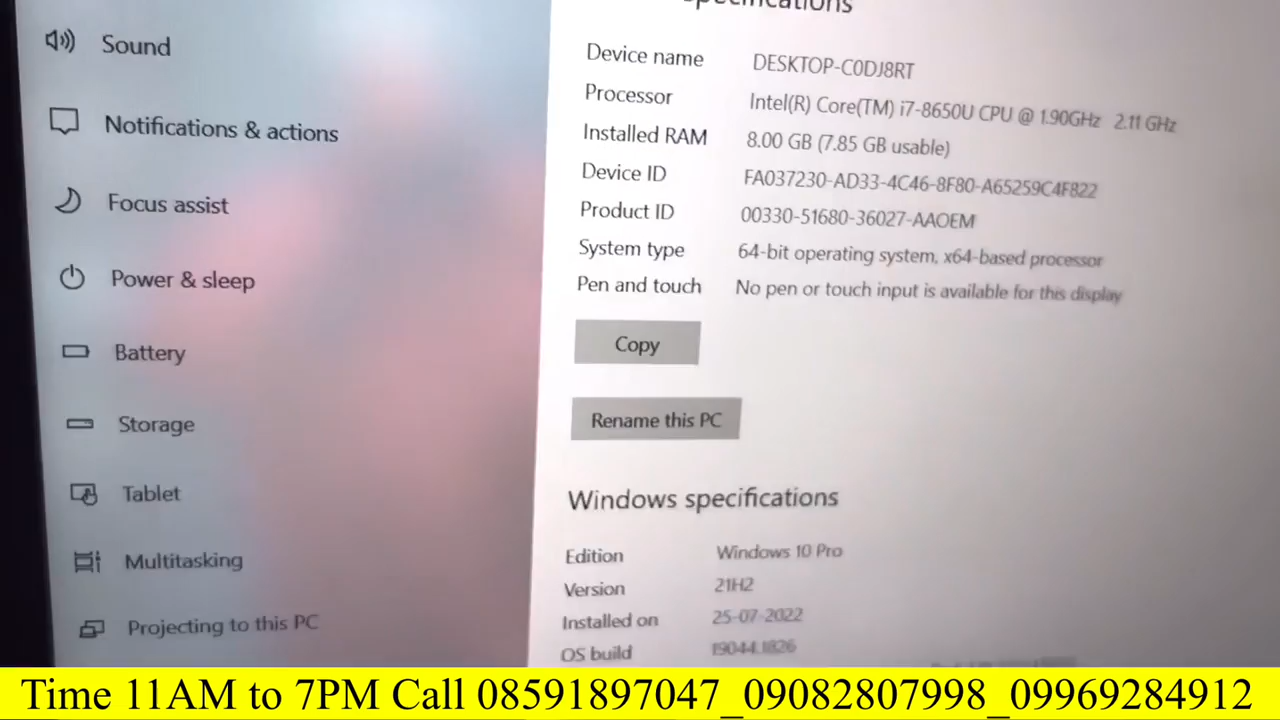 Sound
Notifications & actions
Focus assist
Power & sleep
Battery
Storage
Tablet
Multitasking
Projecting to this PC
specifications
Device name DESKTOP-C0DJ8RT
Processor Intel(R) Core(TM) i7-8650U CPU @ 1.90GHz 2.11 GHz
Installed RAM 8.00 GB (7.85 GB usable)
Device ID FA037230-AD33-4C46-8F80-A65259C4F822
Product ID 00330-51680-36027-AAOEM
System type 64-bit operating system, x64-based processor
Pen and touch No pen or touch input is available for this display
Copy
Rename this PC
Windows specifications
Edition Windows 10 Pro
Version 21H2
Installed on 25-07-2022
OS build 19044.1826
Time 11AM to 7PM Call 08591897047_09082807998_09969284912